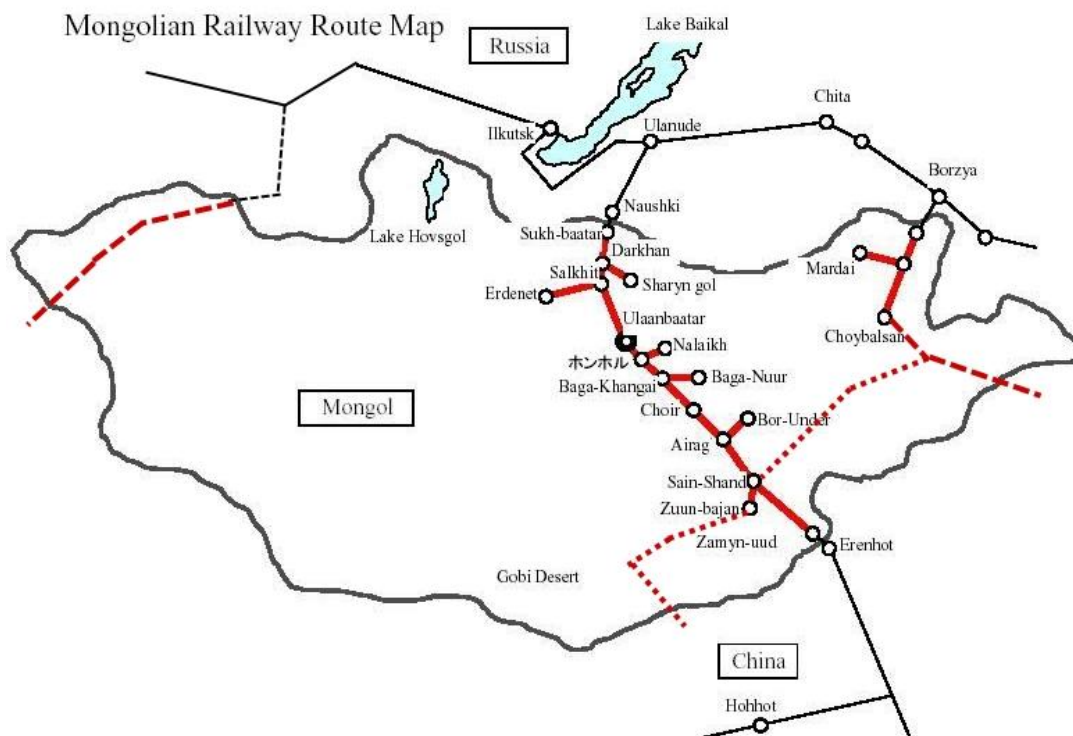 Mongolian Railway Route Map
Lake Baikal
Russia
Chita
Ilkutsk
Ulanude
Borzya
Naushki
Lake Hovsgol
Sukh-baatan
Darkhan
Mardai
Salkhit
Sharyn gol
Erdenet
Ulaanbaatar
Choybalsan
Nalaikh
ホンホル
Baga-Khangai
Baga-Nuur
Mongol
Choir
Bor-Under
Airag
Sain-Shand
Zuun-bajan
Zamyn-uud
Erenhot
Gobi Desert
China
Hohhot